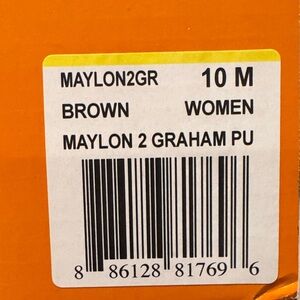 MAYLON2GR 10 M
BROWN WOMEN
MAYLON 2 GRAHAM PU
8 86128 81769 6